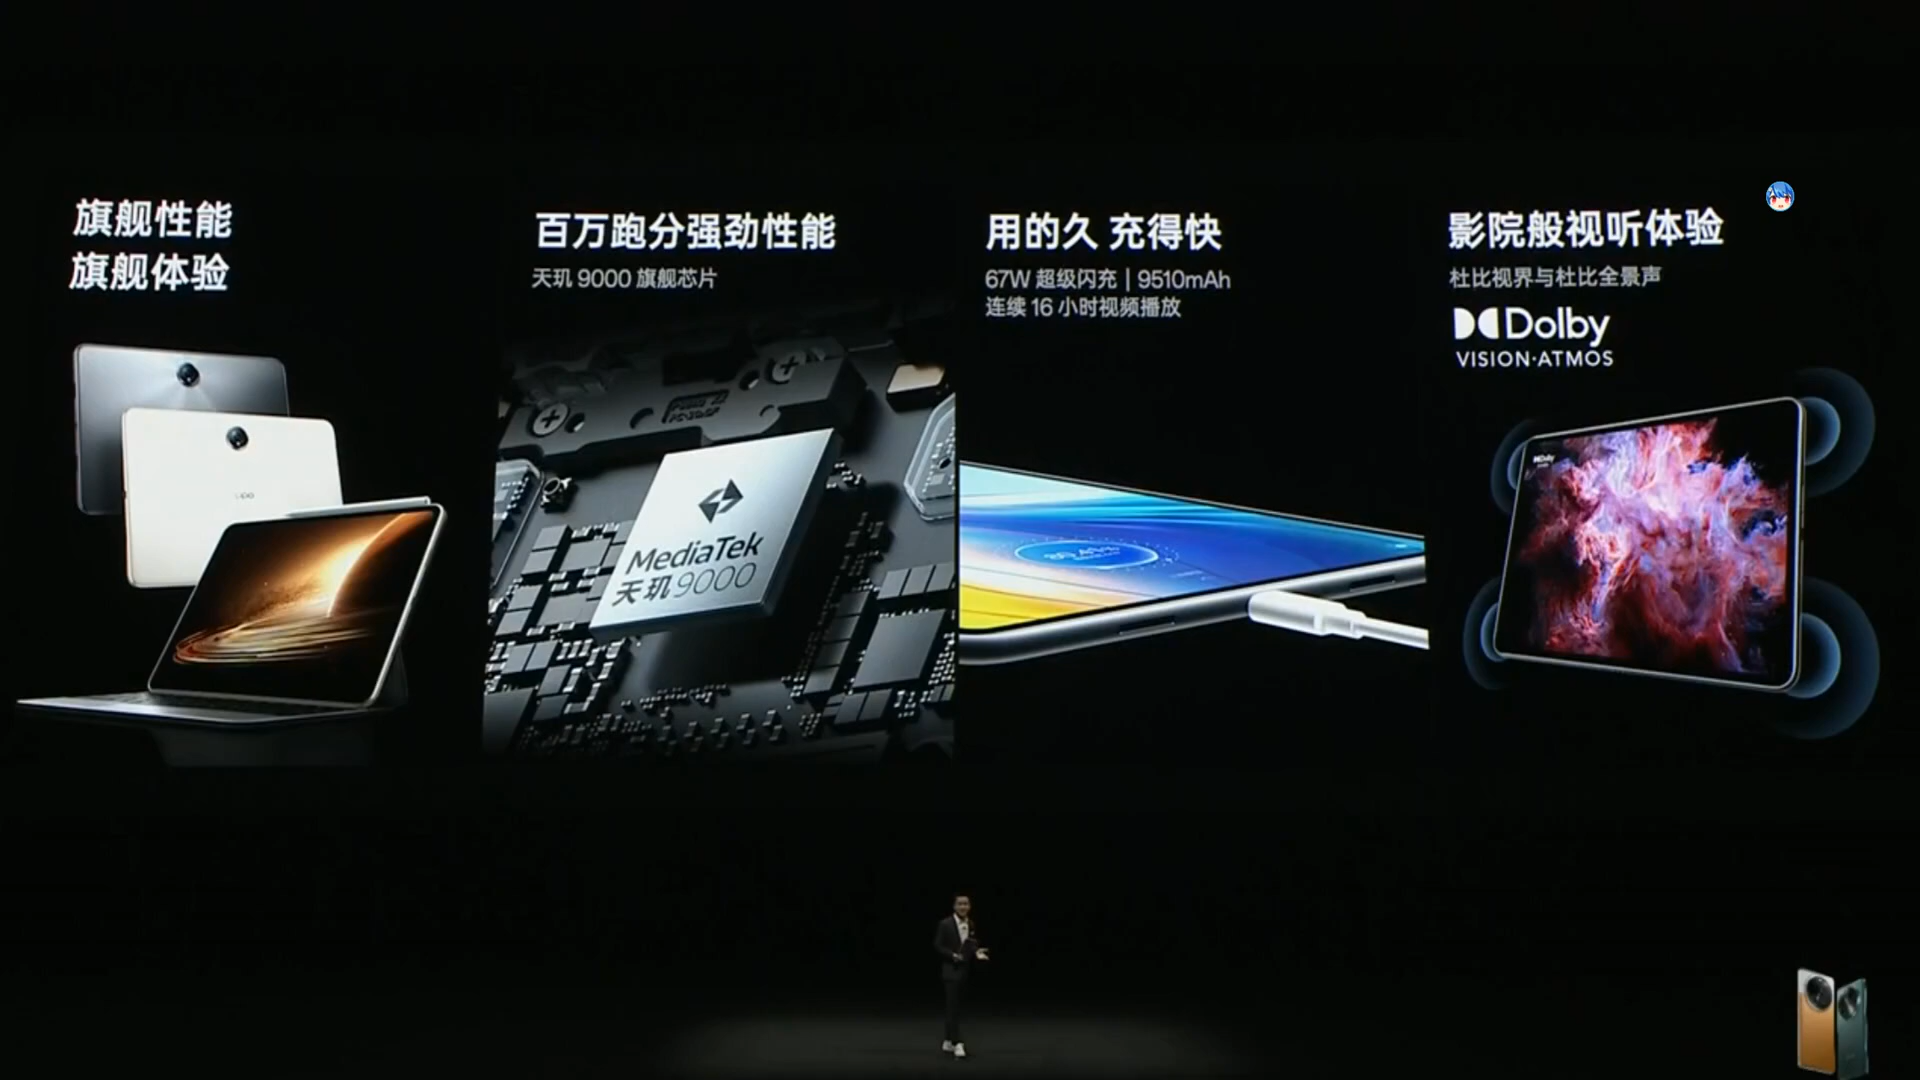 旗舰性能
旗舰体验
百万跑分强劲性能
天玑 9000 旗舰芯片
MediaTek
天玑9000
用的久 充得快
67W 超级闪充 | 9510mAh
连续 16 小时视频播放
影院般视听体验
杜比视界与杜比全景声
Dolby
VISION·ATMOS